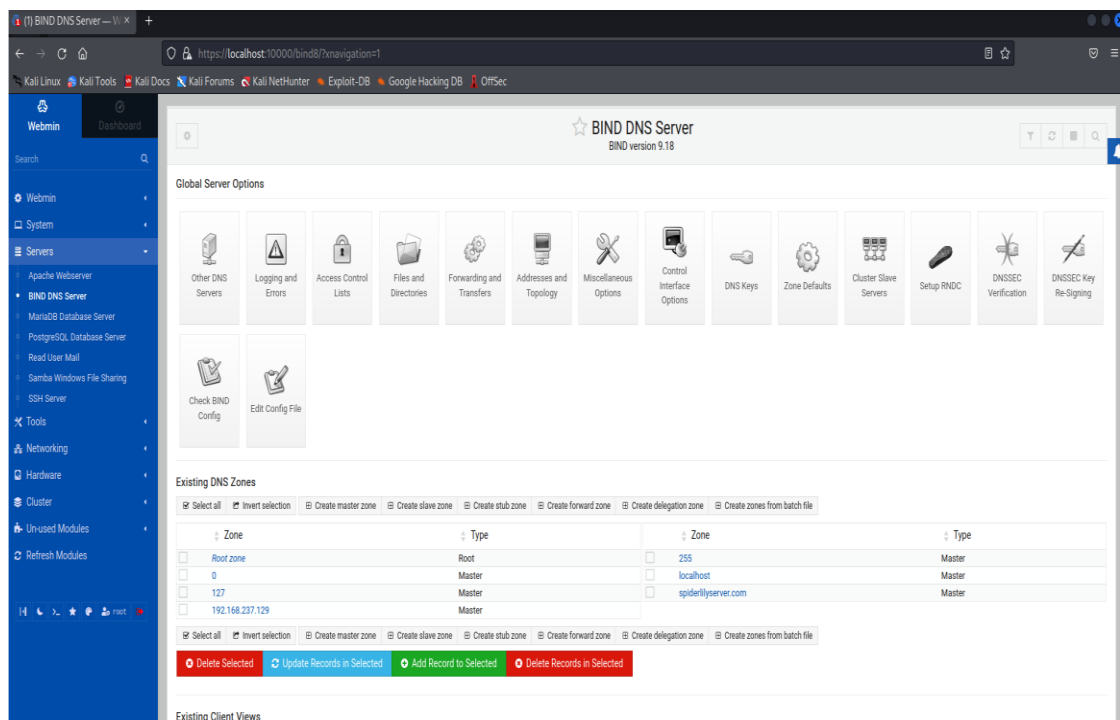 (1) BIND DNS Server — W
https://localhost:10000/bind8/?xnavigation=1
Kali Linux Kali Tools Kali Docs Kali Forums Kali NetHunter Exploit-DB Google Hacking DB OffSec
Webmin
Dashboard
Search
Webmin
System
Servers
Apache Webserver
BIND DNS Server
MariaDB Database Server
PostgreSQL Database Server
Read User Mail
Samba Windows File Sharing
SSH Server
Tools
Networking
Hardware
Cluster
Un-used Modules
Refresh Modules
root
BIND DNS Server
BIND version 9.18
Global Server Options
Other DNS Servers
Logging and Errors
Access Control Lists
Files and Directories
Forwarding and Transfers
Addresses and Topology
Miscellaneous Options
Control Interface Options
DNS Keys
Zone Defaults
Cluster Slave Servers
Setup RNDC
DNSSEC Verification
DNSSEC Key Re-Signing
Check BIND Config
Edit Config File
Existing DNS Zones
Select all Invert selection Create master zone Create slave zone Create stub zone Create forward zone Create delegation zone Create zones from batch file
Zone Type Zone Type
Root zone Root 255 Master
0 Master localhost Master
127 Master spiderlilyserver.com Master
192.168.237.129 Master
Select all Invert selection Create master zone Create slave zone Create stub zone Create forward zone Create delegation zone Create zones from batch file
Delete Selected Update Records in Selected Add Record to Selected Delete Records in Selected
Existing Client Views